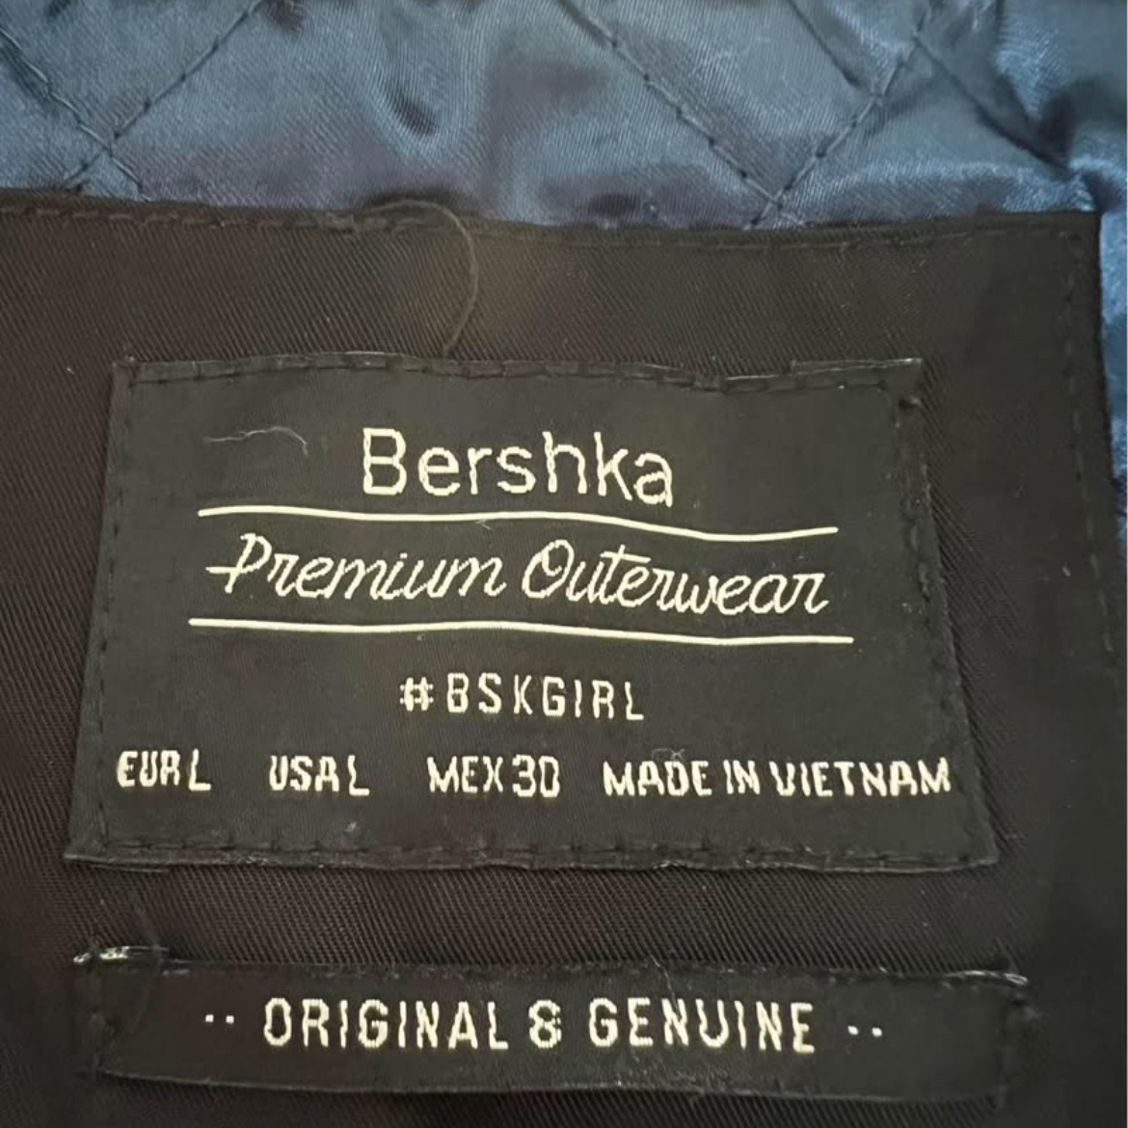 Bershka
Premium Outerwear
#BSKGIRL
EUR L USA L MEX 30 MADE IN VIETNAM
·· ORIGINAL & GENUINE ··